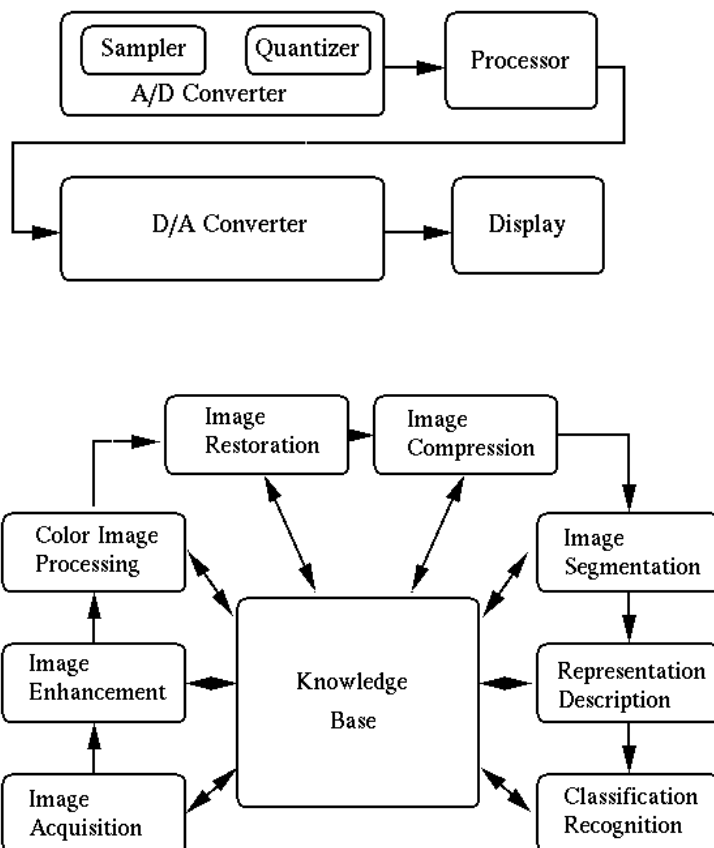 Sampler
Quantizer
A/D Converter
Processor
D/A Converter
Display
Image
Restoration
Image
Compression
Color Image
Processing
Image
Segmentation
Image
Enhancement
Knowledge
Base
Representation
Description
Image
Acquisition
Classification
Recognition